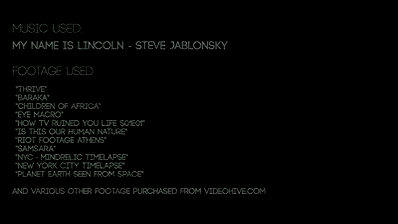 MUSIC USED:
MY NAME IS LINCOLN - STEVE JABLONSKY
FOOTAGE USED
"THRIVE"
"BARAKA"
"CHILDREN OF AFRICA"
"EYE MACRO"
"HOW TV RUINED YOU LIFE S01E01"
"IS THIS OUR HUMAN NATURE"
"RIOT FOOTAGE ATHENS"
"SAMSARA"
"NYC - MINDRELIC TIMELAPSE"
"NEW YORK CITY TIMELAPSE"
"PLANET EARTH SEEN FROM SPACE"
AND VARIOUS OTHER FOOTAGE PURCHASED FROM VIDEOHIVE.COM